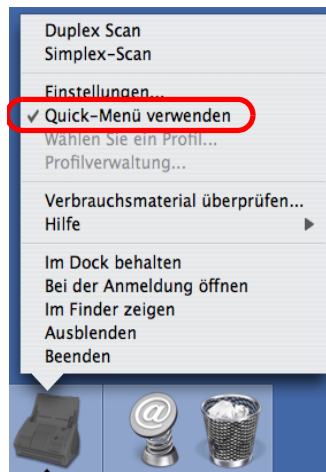 Duplex Scan
Simplex-Scan
Einstellungen...
✓ Quick-Menü verwenden
Wählen Sie ein Profil...
Profilverwaltung...
Verbrauchsmaterial überprüfen...
Hilfe
Im Dock behalten
Bei der Anmeldung öffnen
Im Finder zeigen
Ausblenden
Beenden
@